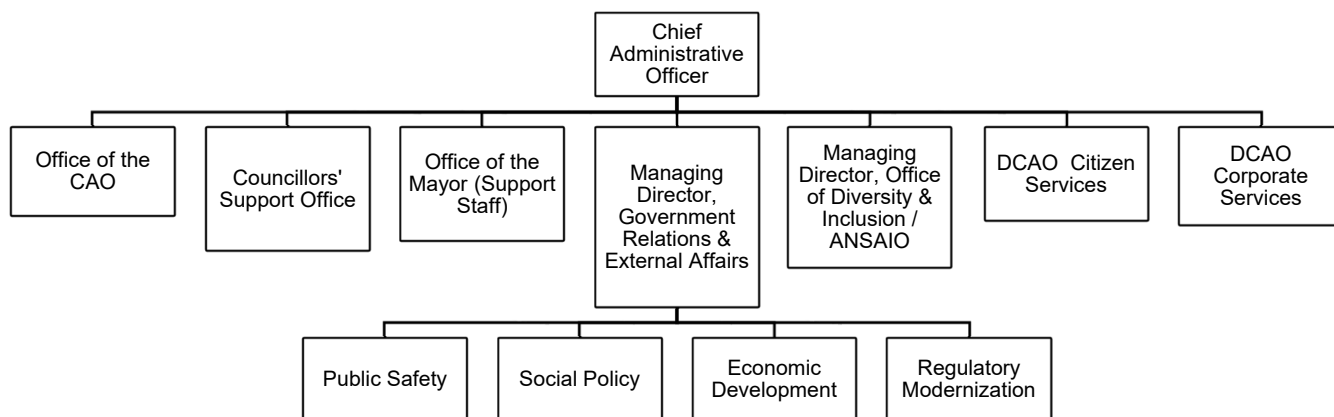 Chief
Administrative
Officer
Office of the
CAO
Councillors'
Support Office
Office of the
Mayor (Support
Staff)
Managing
Director,
Government
Relations &
External Affairs
Managing
Director, Office
of Diversity &
Inclusion /
ANSAIO
DCAO Citizen
Services
DCAO
Corporate
Services
Public Safety
Social Policy
Economic
Development
Regulatory
Modernization